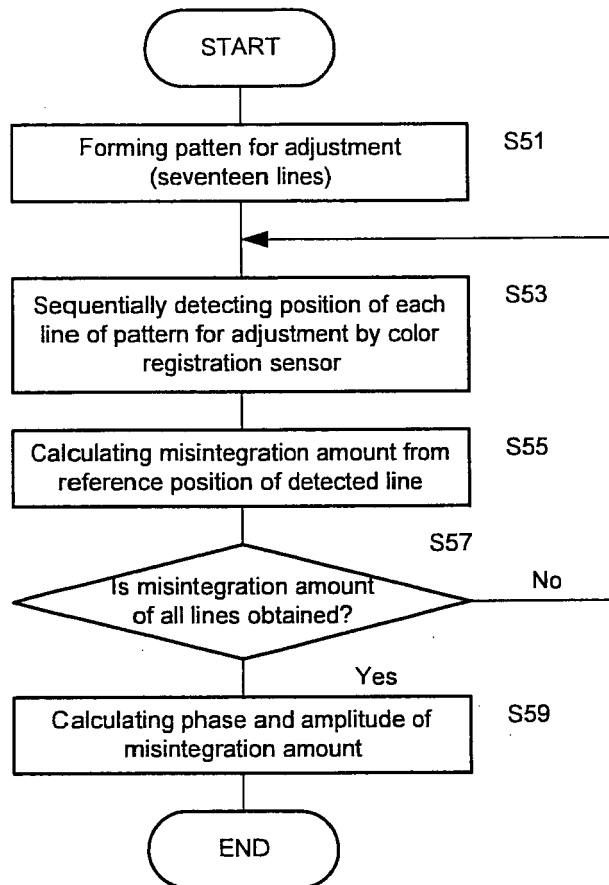 START
Forming patten for adjustment
(seventeen lines)
S51
Sequentially detecting position of each
line of pattern for adjustment by color
registration sensor
S53
Calculating misintegration amount from
reference position of detected line
S55
S57
Is misintegration amount
of all lines obtained?
No
Yes
Calculating phase and amplitude of
misintegration amount
S59
END